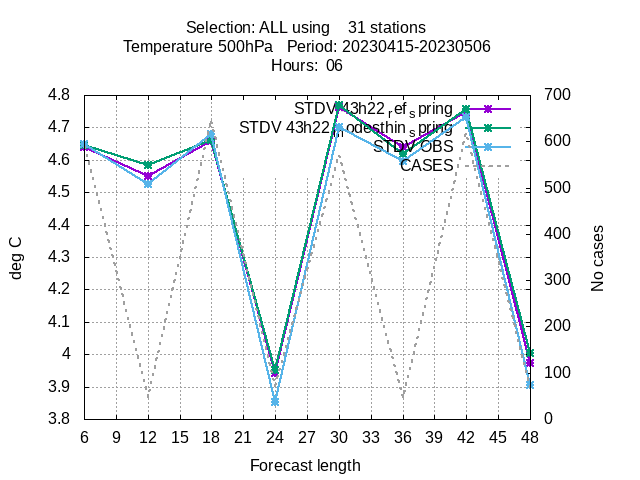 Selection: ALL using    31 stations
Temperature 500hPa   Period: 20230415-20230506
Hours: 06
STDV 43h22_ref_spring
STDV 43h22_nodesthin_spring
STDV OBS
CASES
4.8
4.7
4.6
4.5
4.4
4.3
4.2
4.1
4
3.9
3.8
700
600
500
400
300
200
100
0
deg C
No cases
6 9 12 15 18 21 24 27 30 33 36 39 42 45 48
Forecast length